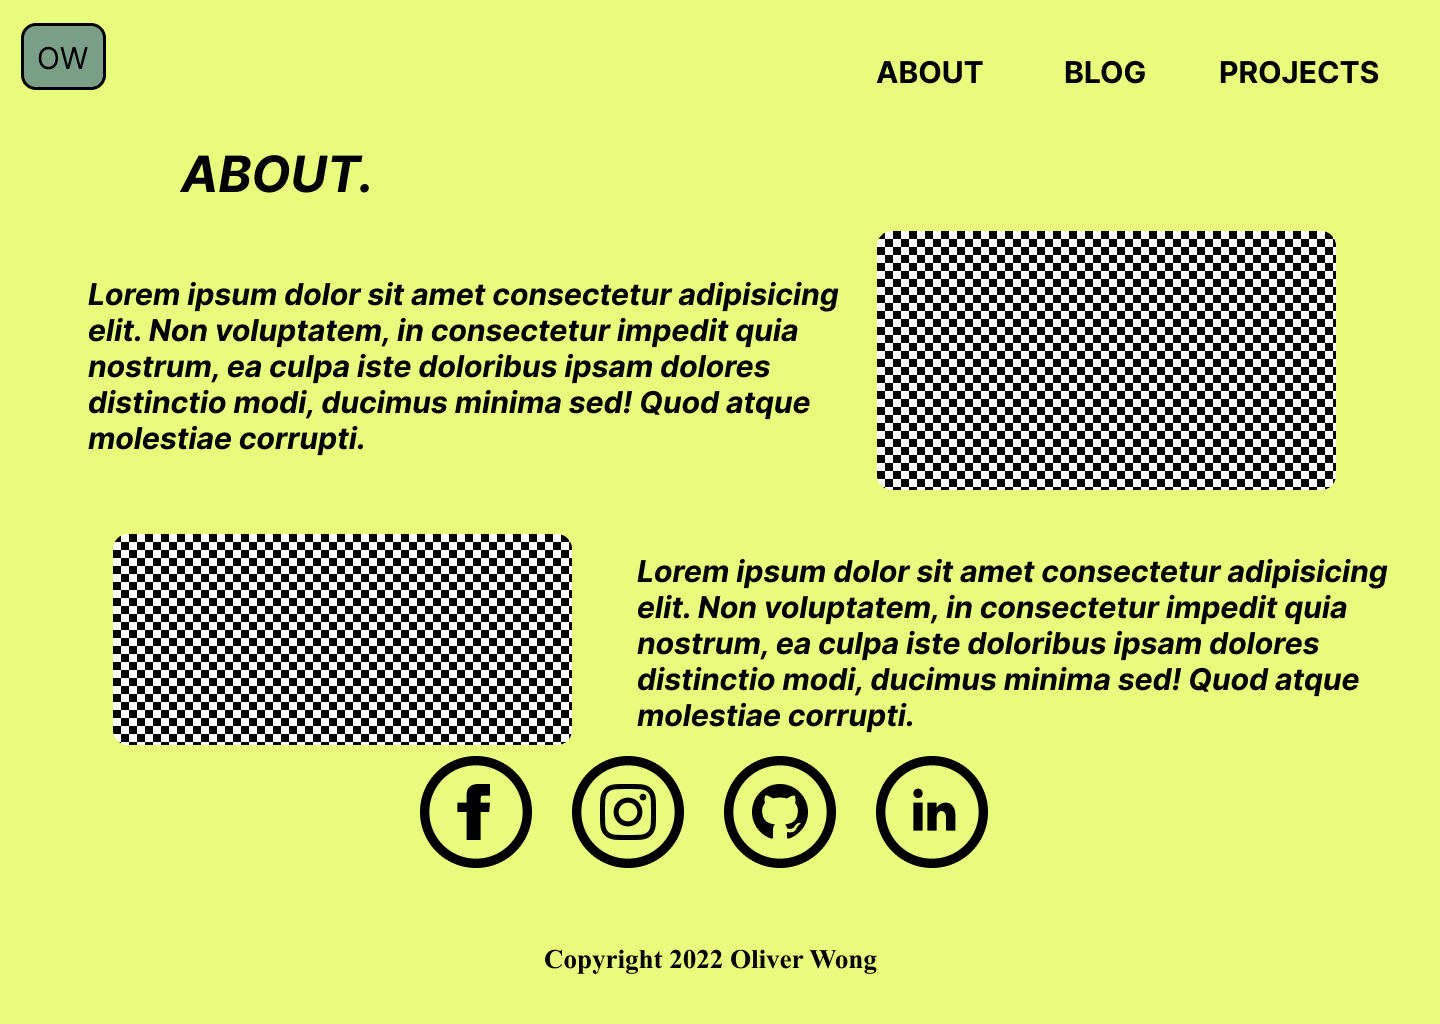 OW
ABOUT BLOG PROJECTS
ABOUT.
Lorem ipsum dolor sit amet consectetur adipisicing
elit. Non voluptatem, in consectetur impedit quia
nostrum, ea culpa iste doloribus ipsam dolores
distinctio modi, ducimus minima sed! Quod atque
molestiae corrupti.
Lorem ipsum dolor sit amet consectetur adipisicing
elit. Non voluptatem, in consectetur impedit quia
nostrum, ea culpa iste doloribus ipsam dolores
distinctio modi, ducimus minima sed! Quod atque
molestiae corrupti.
f in
Copyright 2022 Oliver Wong